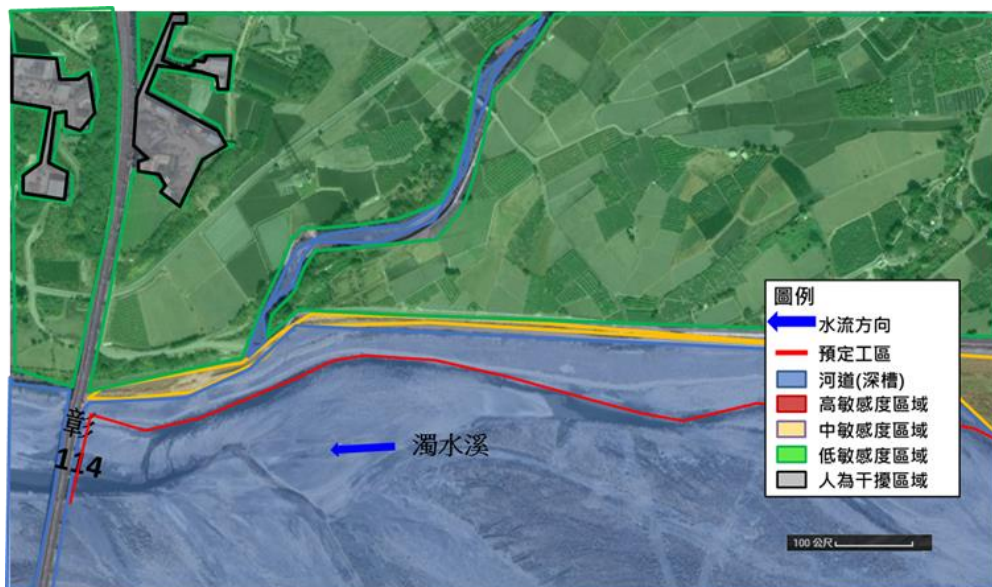 彰
114
濁水溪
圖例
水流方向
預定工區
河道(深槽)
高敏感度區域
中敏感度區域
低敏感度區域
人為干擾區域
100 公尺